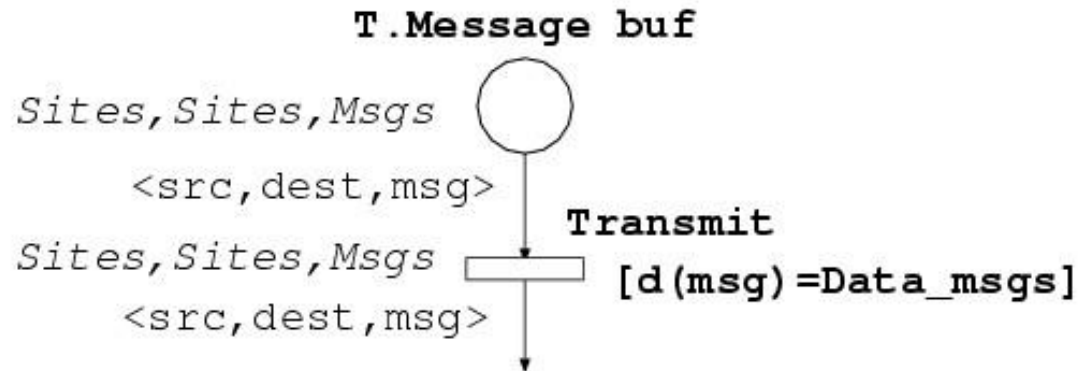 T.Message buf
Sites,Sites,Msgs
<src,dest,msg>
Transmit
Sites,Sites,Msgs
[d(msg)=Data_msgs]
<src,dest,msg>